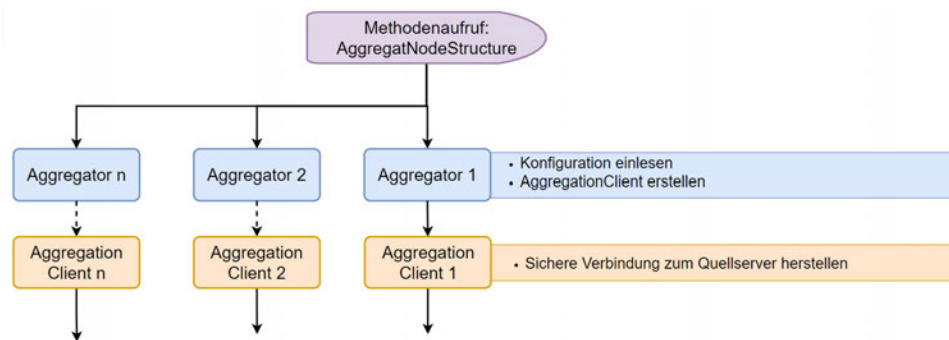 Methodenaufruf:
AggregatNodeStructure
Aggregator n
Aggregator 2
Aggregator 1
• Konfiguration einlesen
• AggregationClient erstellen
Aggregation
Client n
Aggregation
Client 2
Aggregation
Client 1
• Sichere Verbindung zum Quellserver herstellen